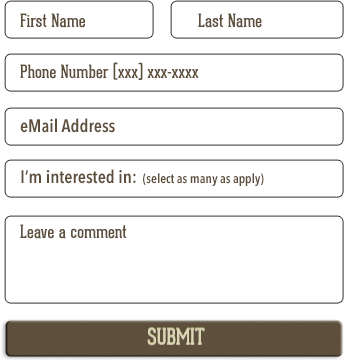 First Name Last Name
Phone Number [xxx] xxx-xxxx
eMail Address
I'm interested in: (select as many as apply)
Leave a comment
SUBMIT